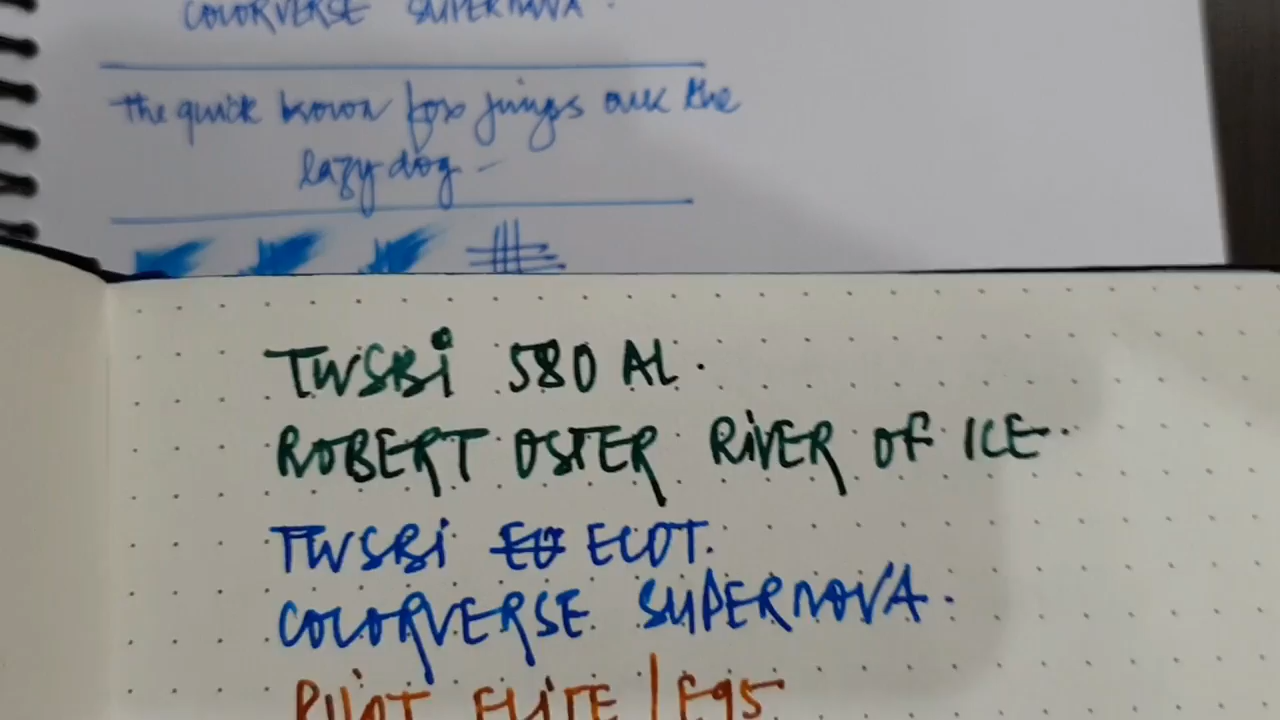 COLORVERSE SUPERNOVA.
the quick brown fox jumps over the
lazy dog -
TWSBi 580 AL.
ROBERT OSTER RiVER OF ICE.
TWSBi ECOT.
COLORVERSE SUPERNOVA.
PILOT ELITE / E95